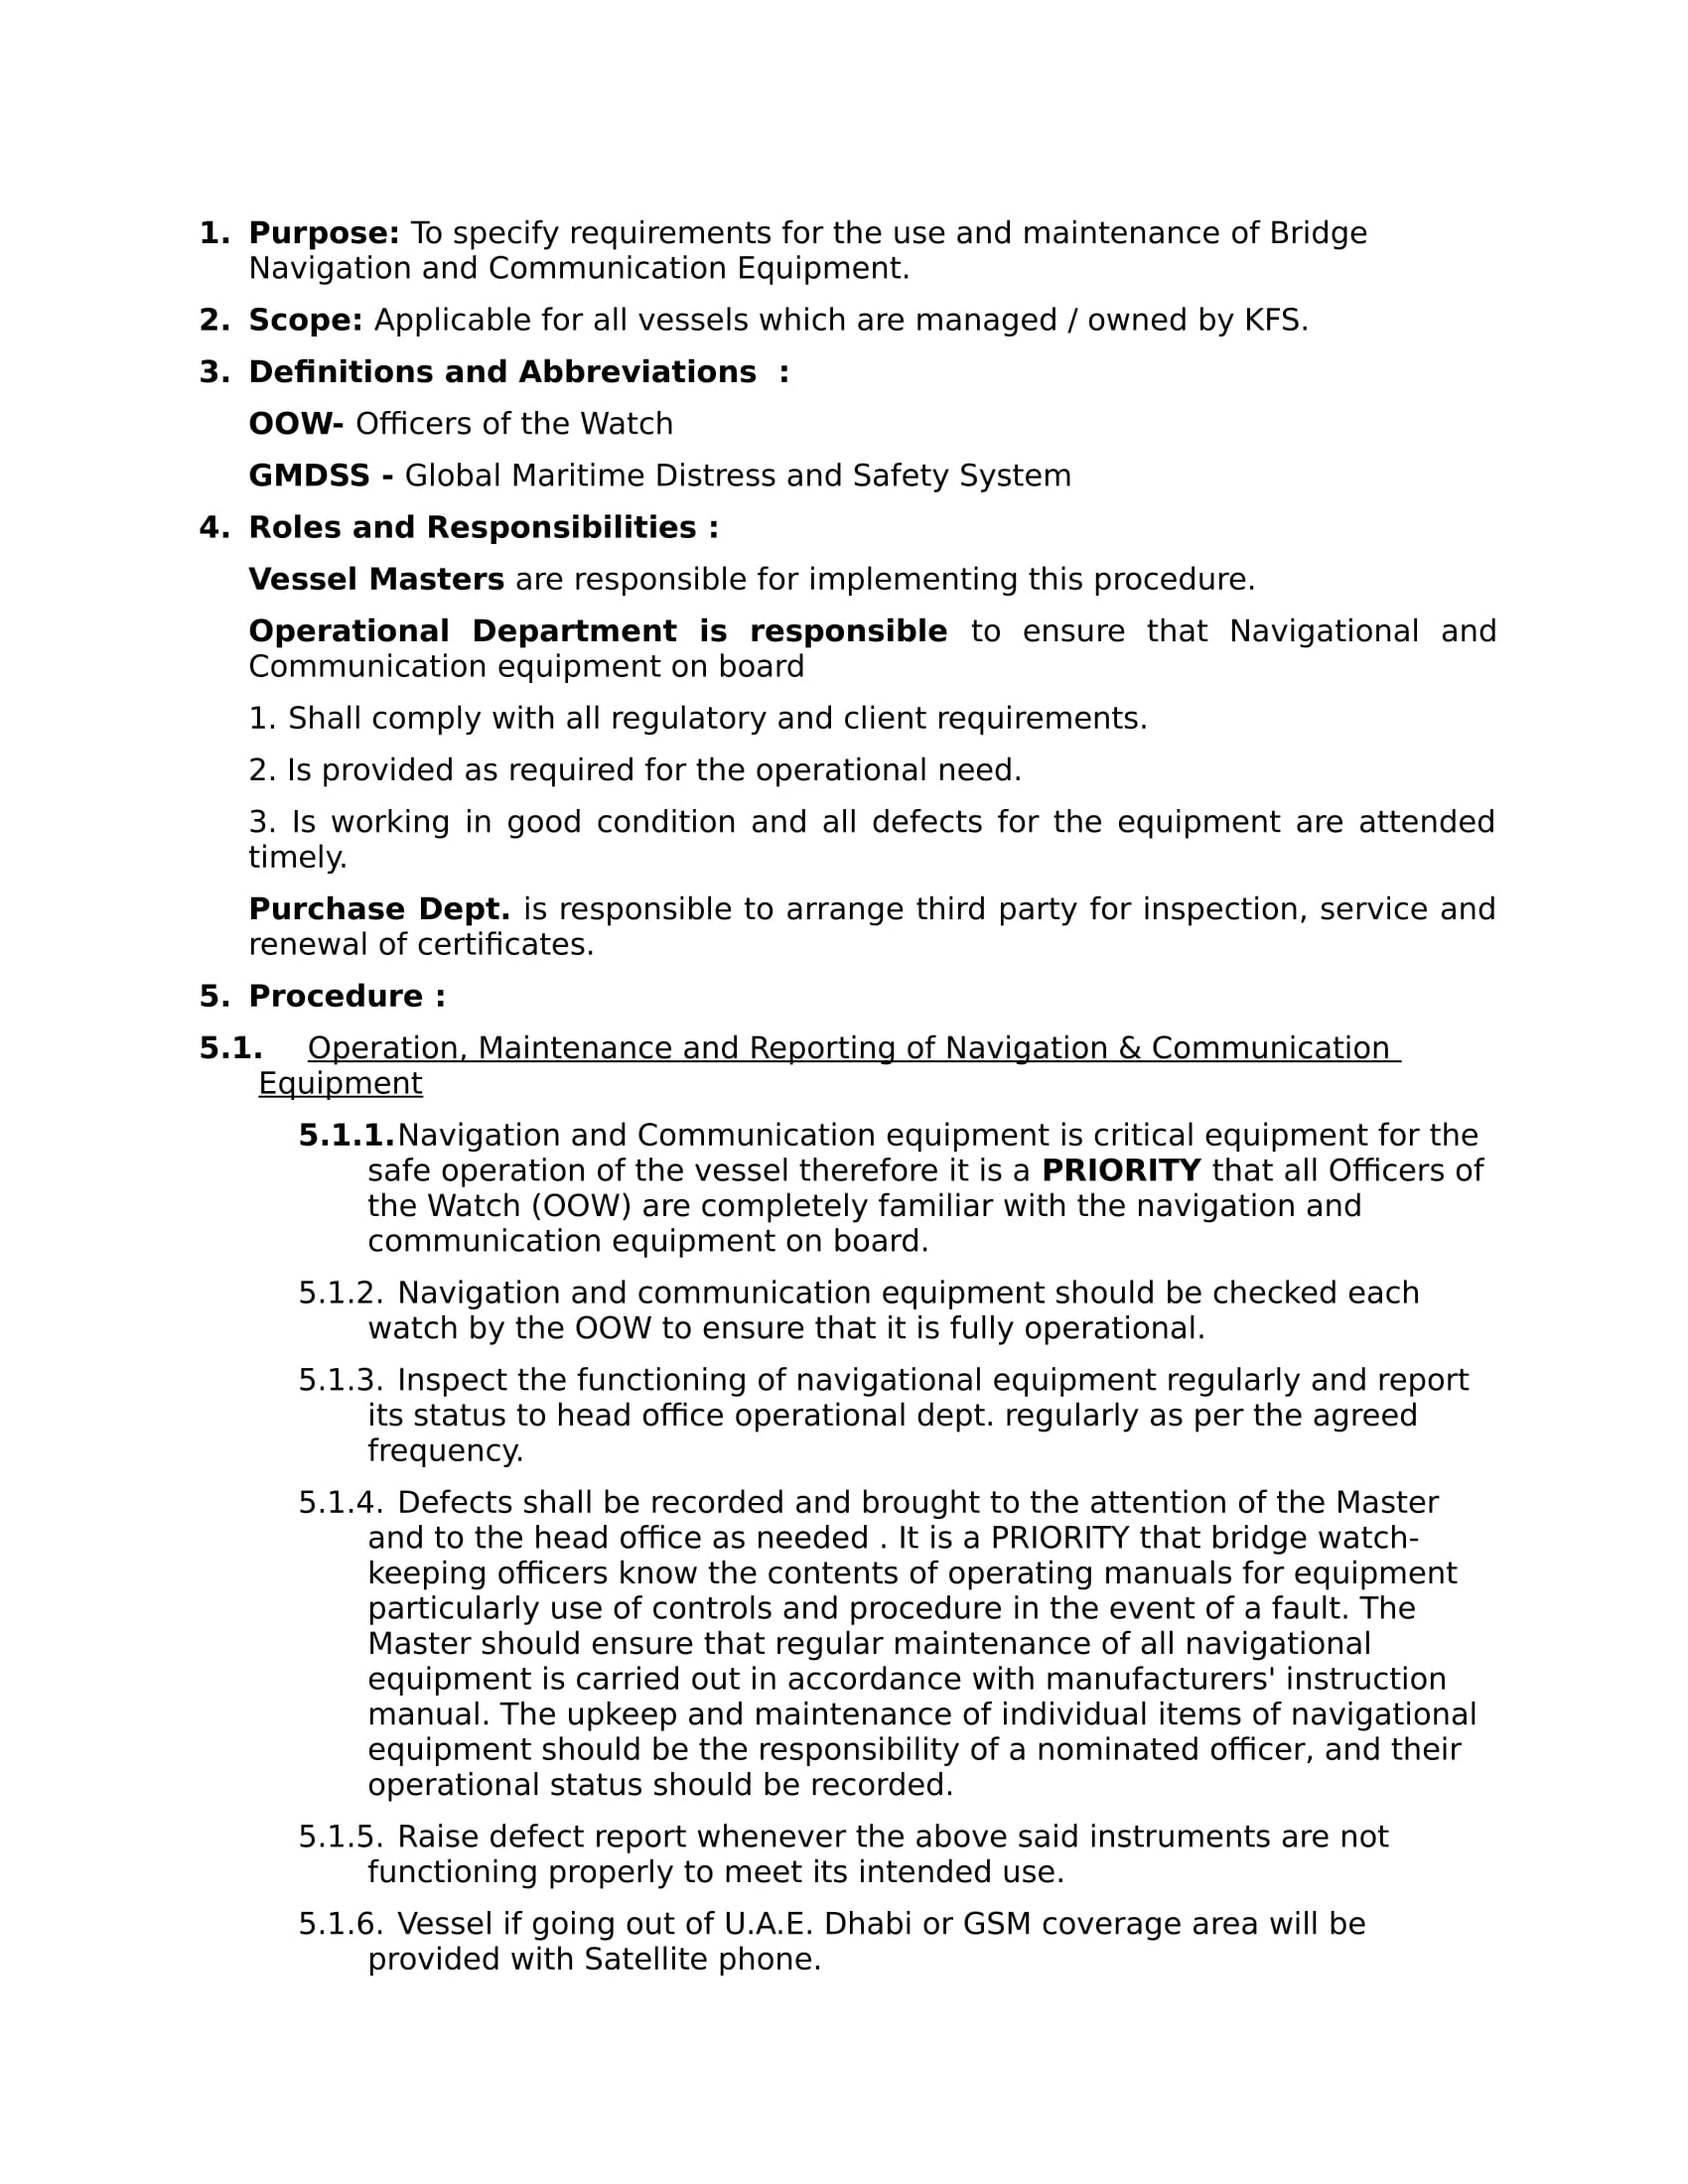 1. Purpose: To specify requirements for the use and maintenance of Bridge
Navigation and Communication Equipment.
2. Scope: Applicable for all vessels which are managed / owned by KFS.
3. Definitions and Abbreviations :
OOW- Officers of the Watch
GMDSS - Global Maritime Distress and Safety System
4. Roles and Responsibilities :
Vessel Masters are responsible for implementing this procedure.
Operational Department is responsible to ensure that Navigational and
Communication equipment on board
1. Shall comply with all regulatory and client requirements.
2. Is provided as required for the operational need.
3. Is working in good condition and all defects for the equipment are attended
timely.
Purchase Dept. is responsible to arrange third party for inspection, service and
renewal of certificates.
5. Procedure :
5.1. Operation, Maintenance and Reporting of Navigation & Communication
Equipment
5.1.1. Navigation and Communication equipment is critical equipment for the
safe operation of the vessel therefore it is a PRIORITY that all Officers of
the Watch (OOW) are completely familiar with the navigation and
communication equipment on board.
5.1.2. Navigation and communication equipment should be checked each
watch by the OOW to ensure that it is fully operational.
5.1.3. Inspect the functioning of navigational equipment regularly and report
its status to head office operational dept. regularly as per the agreed
frequency.
5.1.4. Defects shall be recorded and brought to the attention of the Master
and to the head office as needed . It is a PRIORITY that bridge watch-
keeping officers know the contents of operating manuals for equipment
particularly use of controls and procedure in the event of a fault. The
Master should ensure that regular maintenance of all navigational
equipment is carried out in accordance with manufacturers' instruction
manual. The upkeep and maintenance of individual items of navigational
equipment should be the responsibility of a nominated officer, and their
operational status should be recorded.
5.1.5. Raise defect report whenever the above said instruments are not
functioning properly to meet its intended use.
5.1.6. Vessel if going out of U.A.E. Dhabi or GSM coverage area will be
provided with Satellite phone.